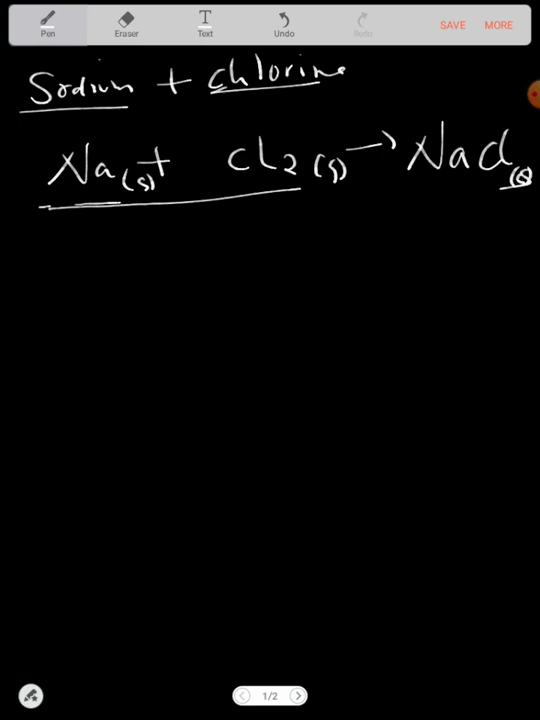 Pen Eraser Text Undo Redo SAVE MORE
Sodium + chlorine
Na(s) + Cl2(g) → NaCl(s)
1/2